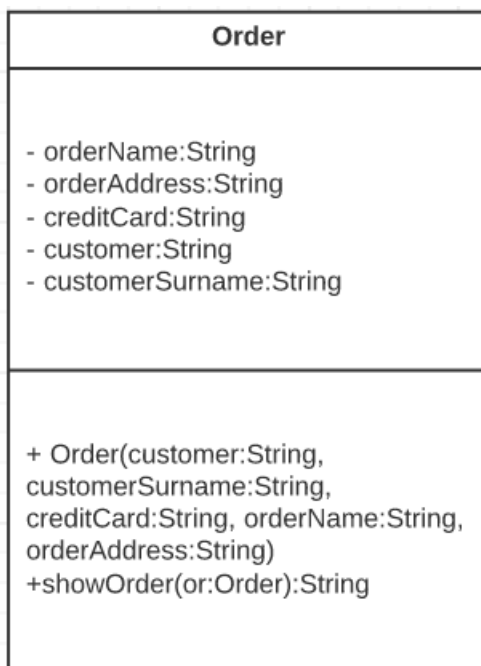 Order
- orderName:String
- orderAddress:String
- creditCard:String
- customer:String
- customerSurname:String
+ Order(customer:String,
customerSurname:String,
creditCard:String, orderName:String,
orderAddress:String)
+showOrder(or:Order):String